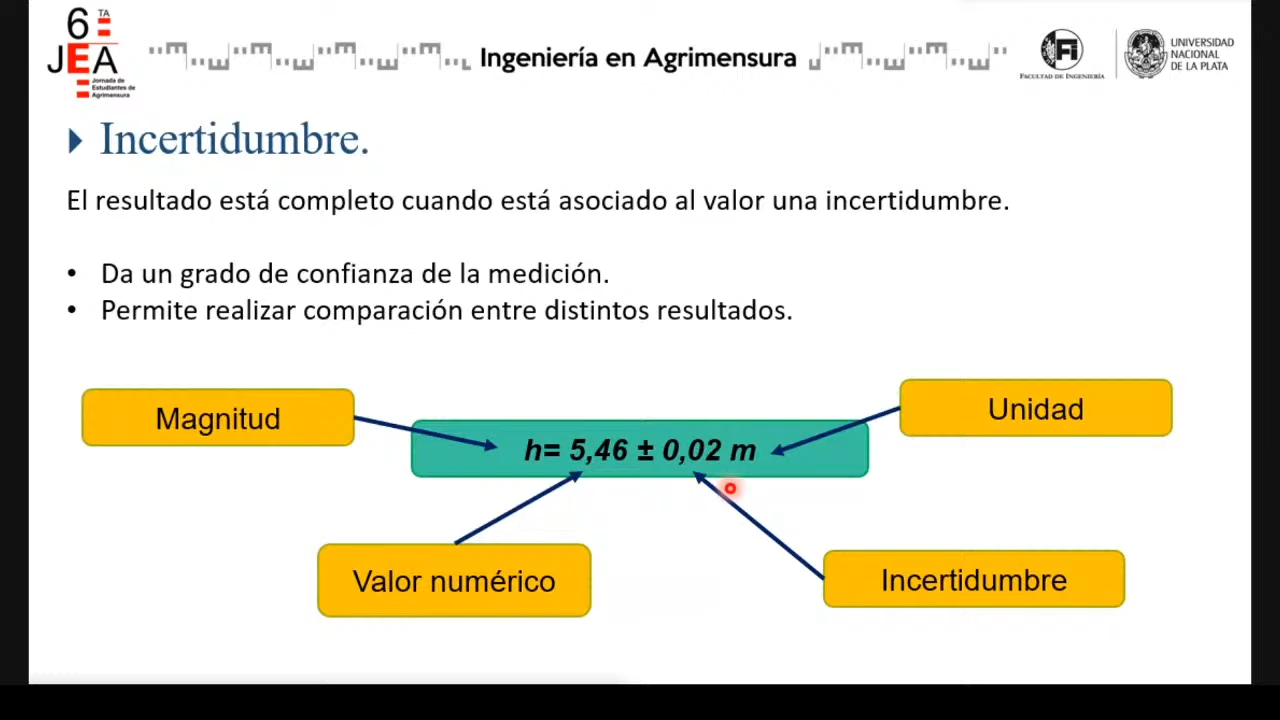 6TA
JEA
Jornada de
Estudiantes de
Agrimensura
Ingeniería en Agrimensura
FACULTAD DE INGENIERÍA
UNIVERSIDAD
NACIONAL
DE LA PLATA
Incertidumbre.
El resultado está completo cuando está asociado al valor una incertidumbre.
• Da un grado de confianza de la medición.
• Permite realizar comparación entre distintos resultados.
Magnitud
Unidad
h= 5,46 ± 0,02 m
Valor numérico
Incertidumbre